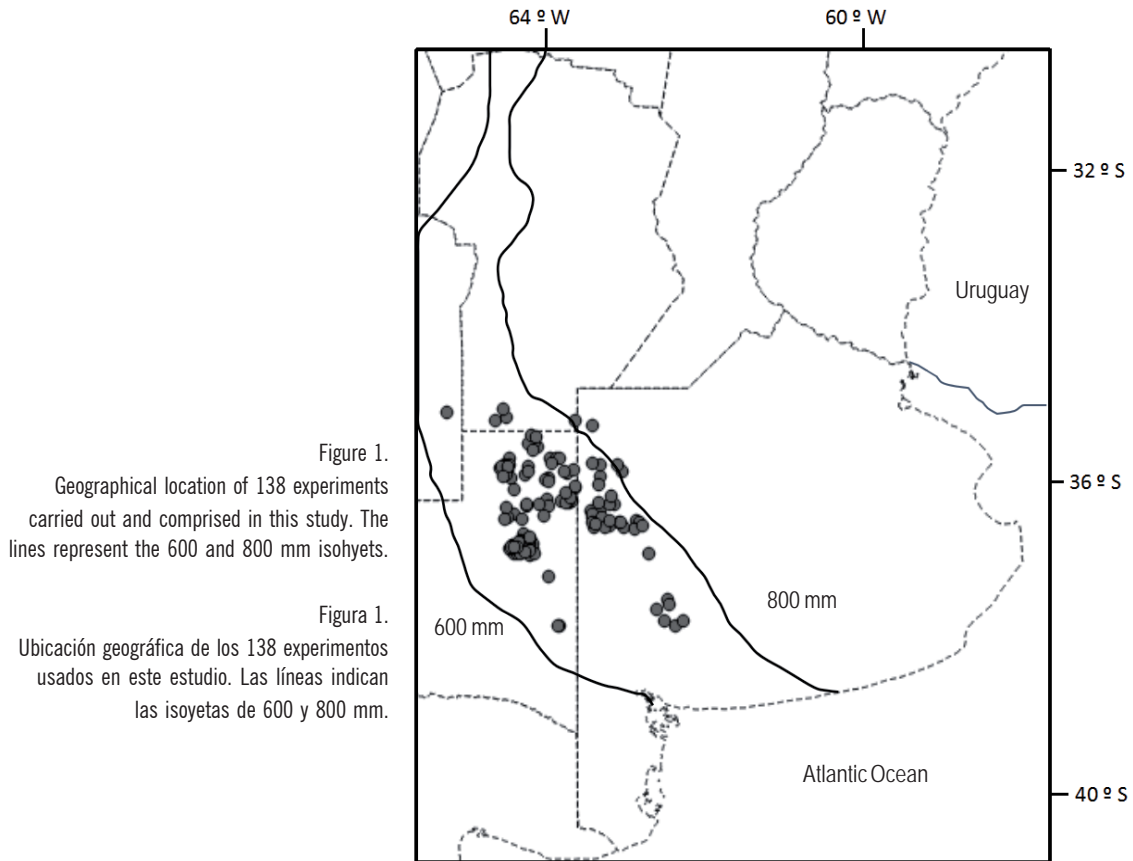 64 º W
60 º W
32 º S
Uruguay
36 º S
Figure 1.
Geographical location of 138 experiments
carried out and comprised in this study. The
lines represent the 600 and 800 mm isohyets.
800 mm
600 mm
Figura 1.
Ubicación geográfica de los 138 experimentos
usados en este estudio. Las líneas indican
las isoyetas de 600 y 800 mm.
Atlantic Ocean
40 º S